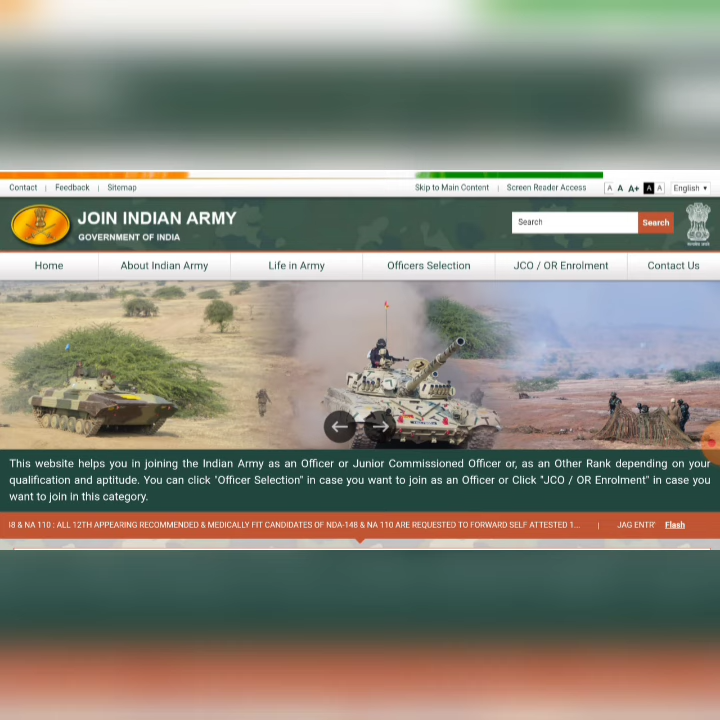 Contact | Feedback | Sitemap
Skip to Main Content | Screen Reader Access A A A+ A A English
JOIN INDIAN ARMY
GOVERNMENT OF INDIA
Search Search
Home About Indian Army Life in Army Officers Selection JCO / OR Enrolment Contact Us
This website helps you in joining the Indian Army as an Officer or Junior Commissioned Officer or, as an Other Rank depending on your
qualification and aptitude. You can click "Officer Selection" in case you want to join as an Officer or Click "JCO / OR Enrolment" in case you
want to join in this category.
& NA 110 : ALL 12TH APPEARING RECOMMENDED & MEDICALLY FIT CANDIDATES OF NDA-148 & NA 110 ARE REQUESTED TO FORWARD SELF ATTESTED 1... | JAG ENTR Flash